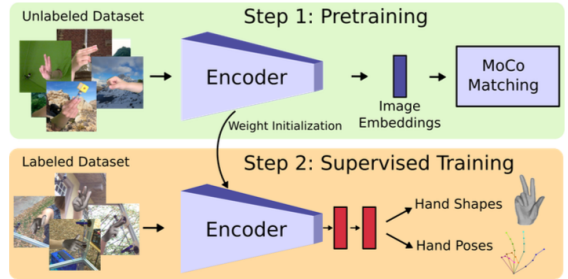 Unlabeled Dataset
Step 1: Pretraining
Encoder
Image
Embeddings
MoCo
Matching
Weight Initialization
Labeled Dataset
Step 2: Supervised Training
Encoder
Hand Shapes
Hand Poses